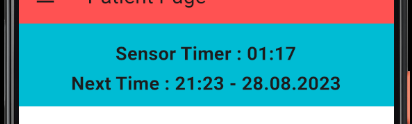 Patient Page
Sensor Timer : 01:17
Next Time : 21:23 - 28.08.2023